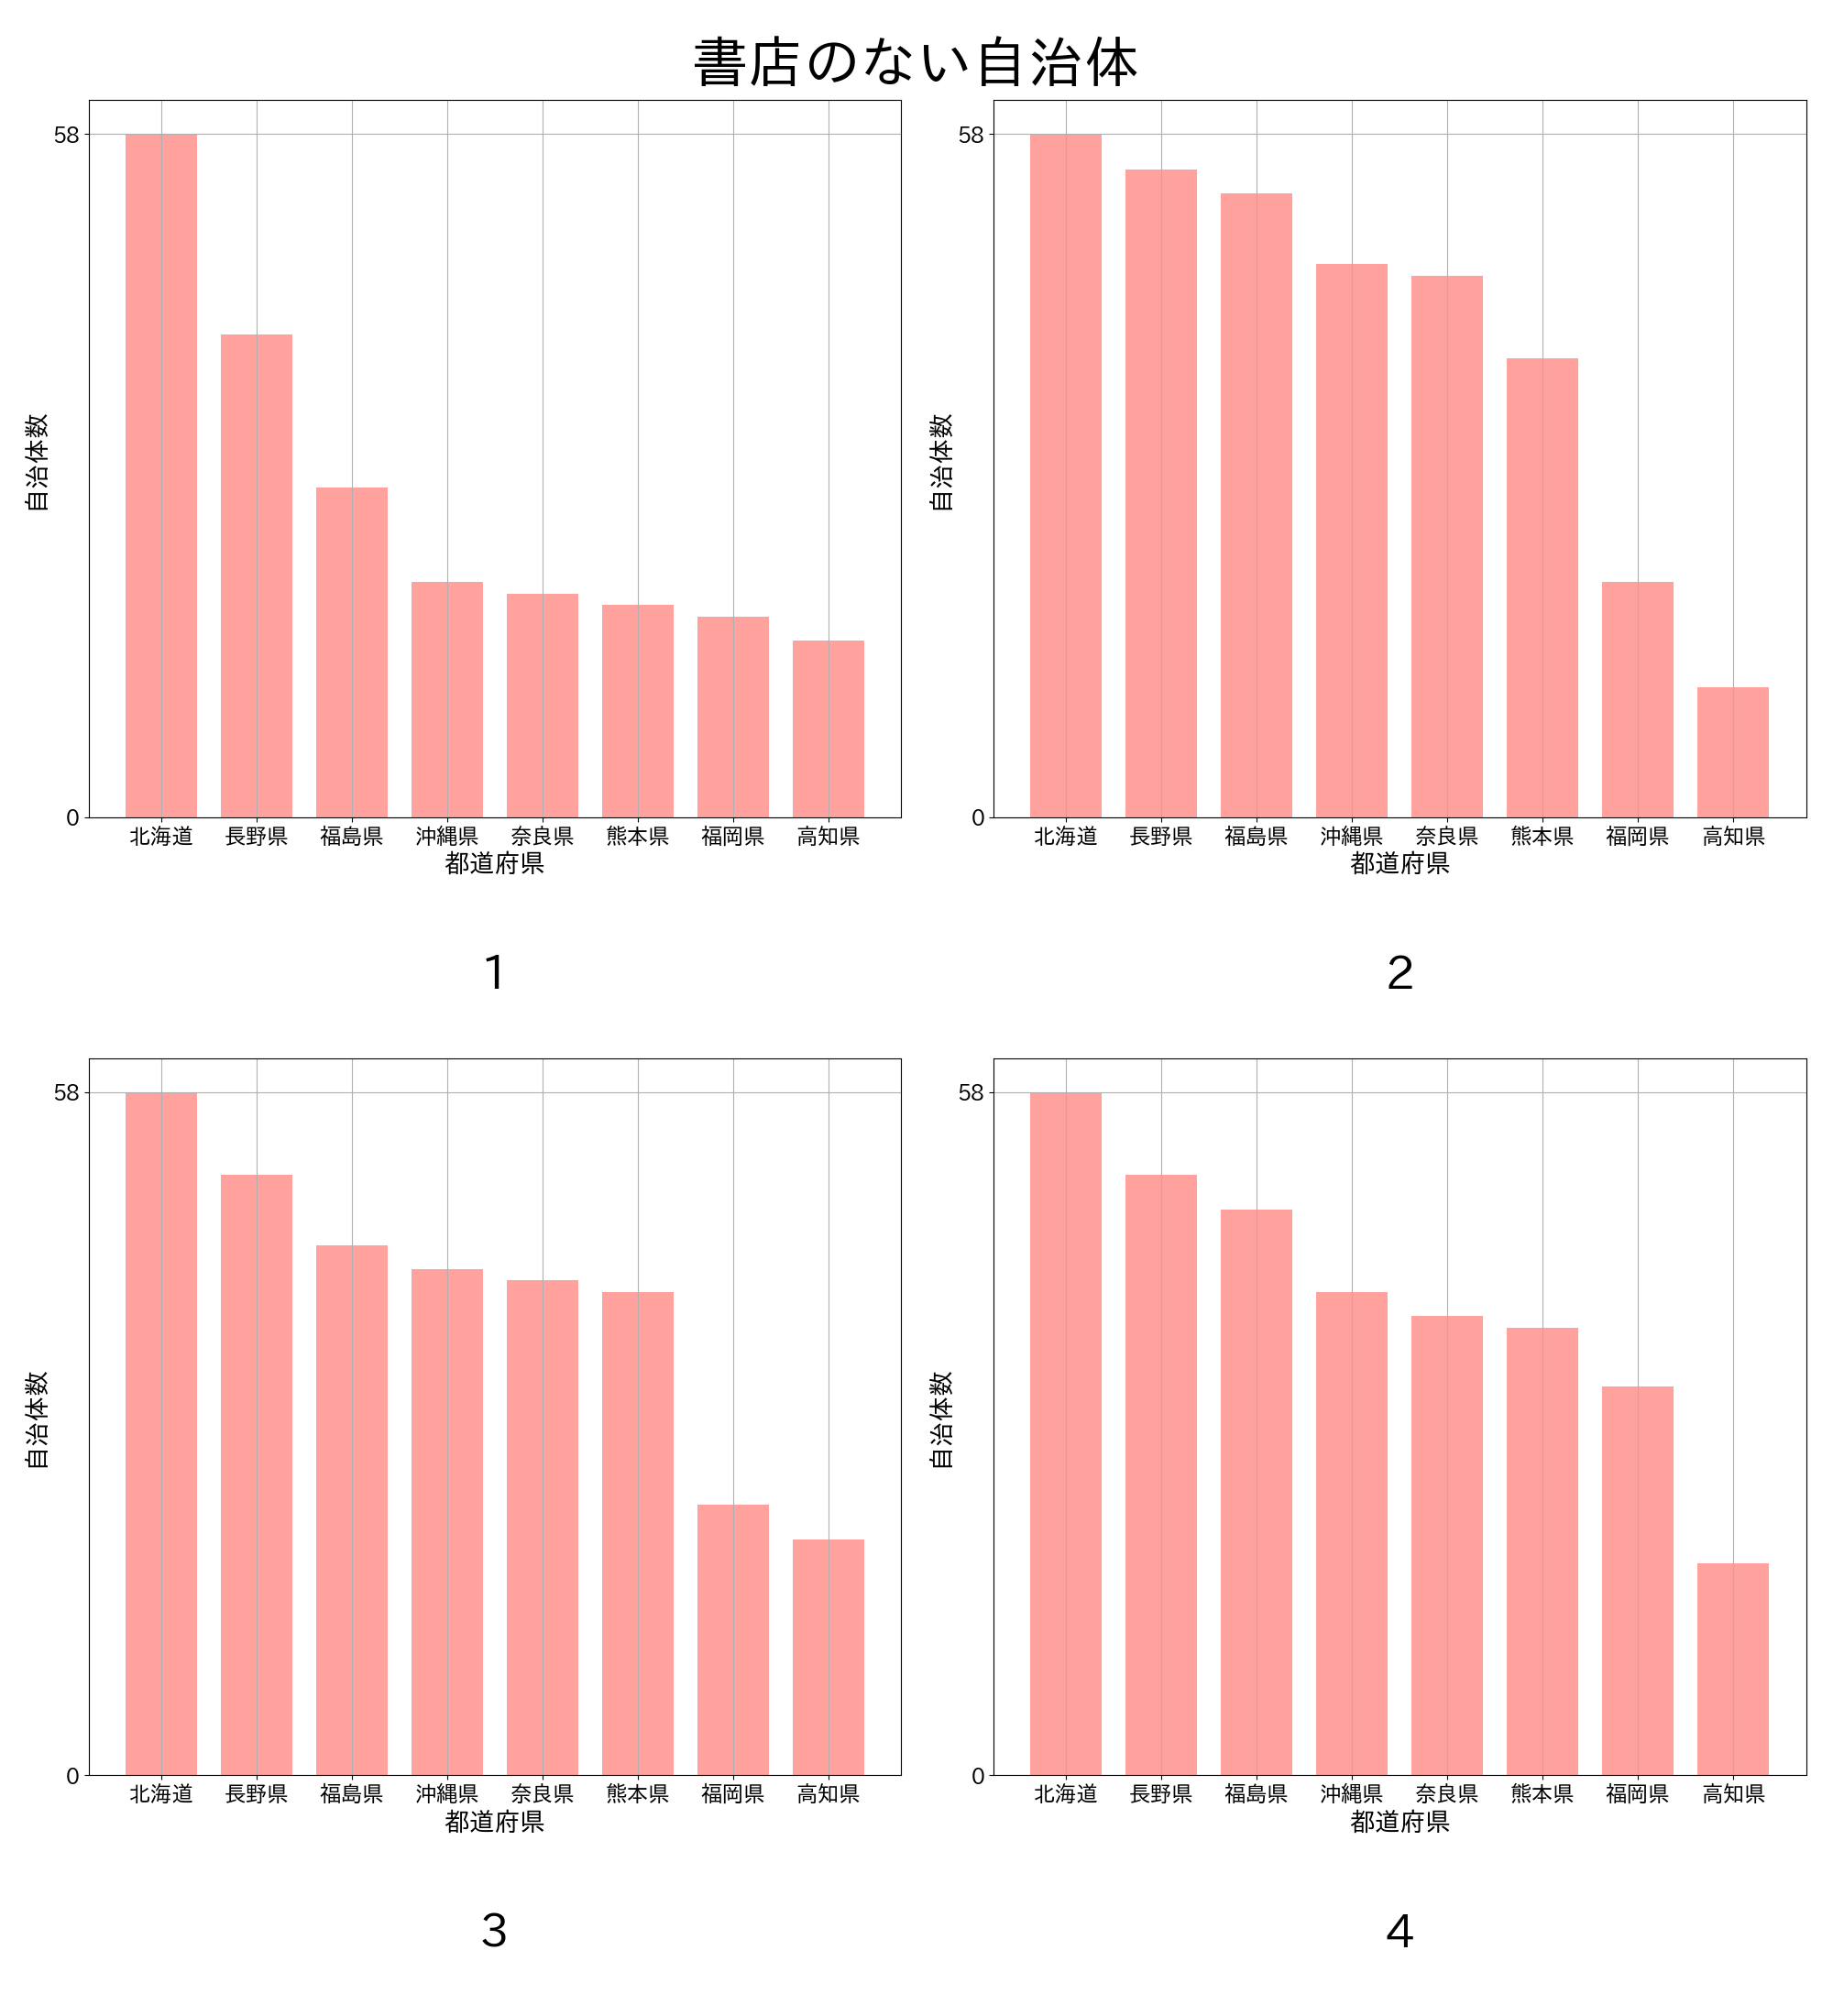 書店のない自治体
58
0
自治体数
北海道 長野県 福島県 沖縄県 奈良県 熊本県 福岡県 高知県
都道府県
1
58
0
自治体数
北海道 長野県 福島県 沖縄県 奈良県 熊本県 福岡県 高知県
都道府県
2
58
0
自治体数
北海道 長野県 福島県 沖縄県 奈良県 熊本県 福岡県 高知県
都道府県
3
58
0
自治体数
北海道 長野県 福島県 沖縄県 奈良県 熊本県 福岡県 高知県
都道府県
4